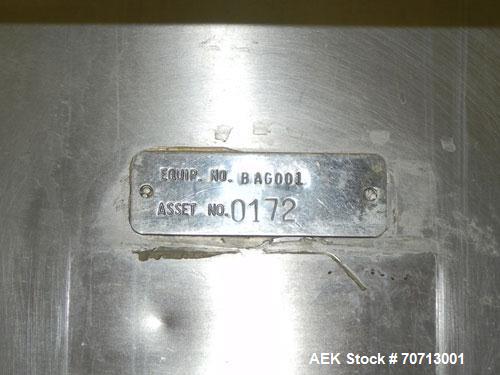 EQUIP. NO. BAG001
ASSET NO. 0172
AEK Stock # 70713001